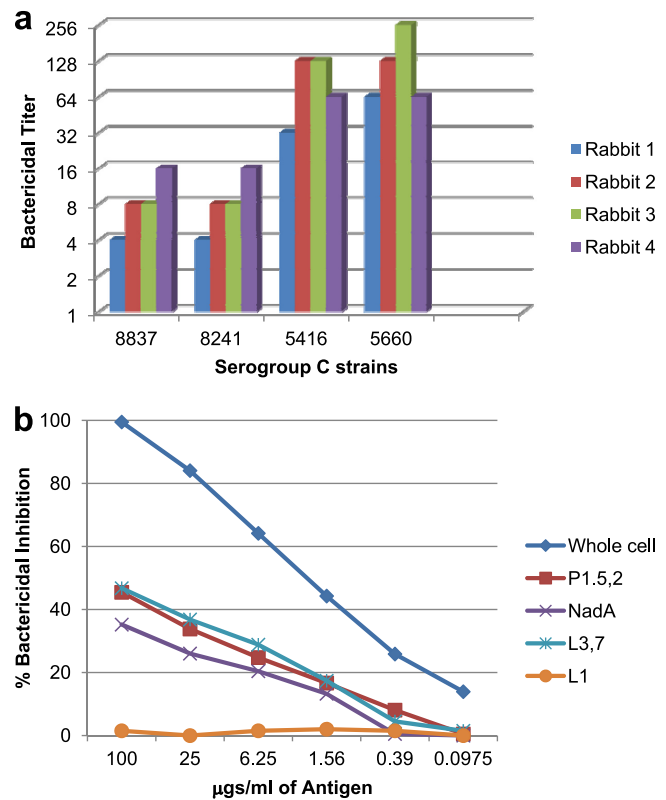 a
256
128
64
32
16
8
4
2
1
Bactericidal Titer
8837 8241 5416 5660
Serogroup C strains
Rabbit 1
Rabbit 2
Rabbit 3
Rabbit 4
b
100
80
60
40
20
0
% Bactericidal Inhibition
100 25 6.25 1.56 0.39 0.0975
μgs/ml of Antigen
Whole cell
P1.5,2
NadA
L3,7
L1